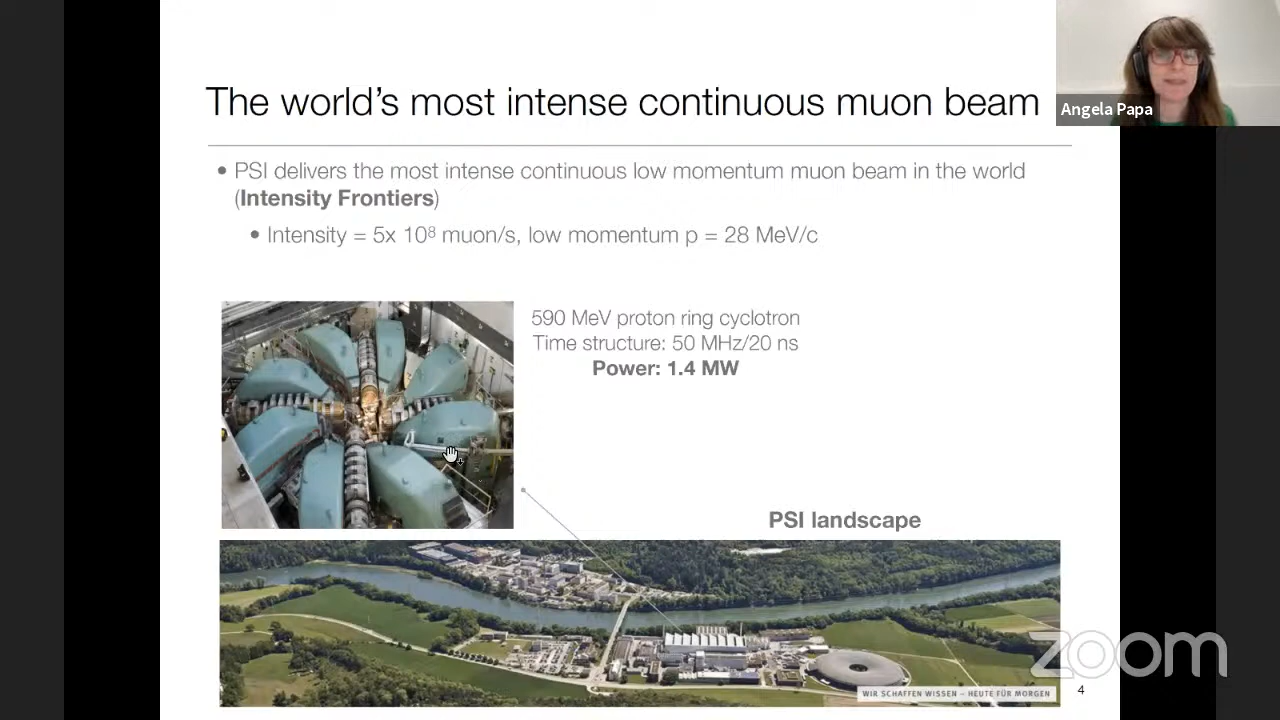 The world's most intense continuous muon beam
Angela Papa
• PSI delivers the most intense continuous low momentum muon beam in the world
(Intensity Frontiers)
• Intensity = 5x 10⁸ muon/s, low momentum p = 28 MeV/c
590 MeV proton ring cyclotron
Time structure: 50 MHz/20 ns
Power: 1.4 MW
PSI landscape
zoom
WIR SCHAFFEN WISSEN – HEUTE FÜR MORGEN
4